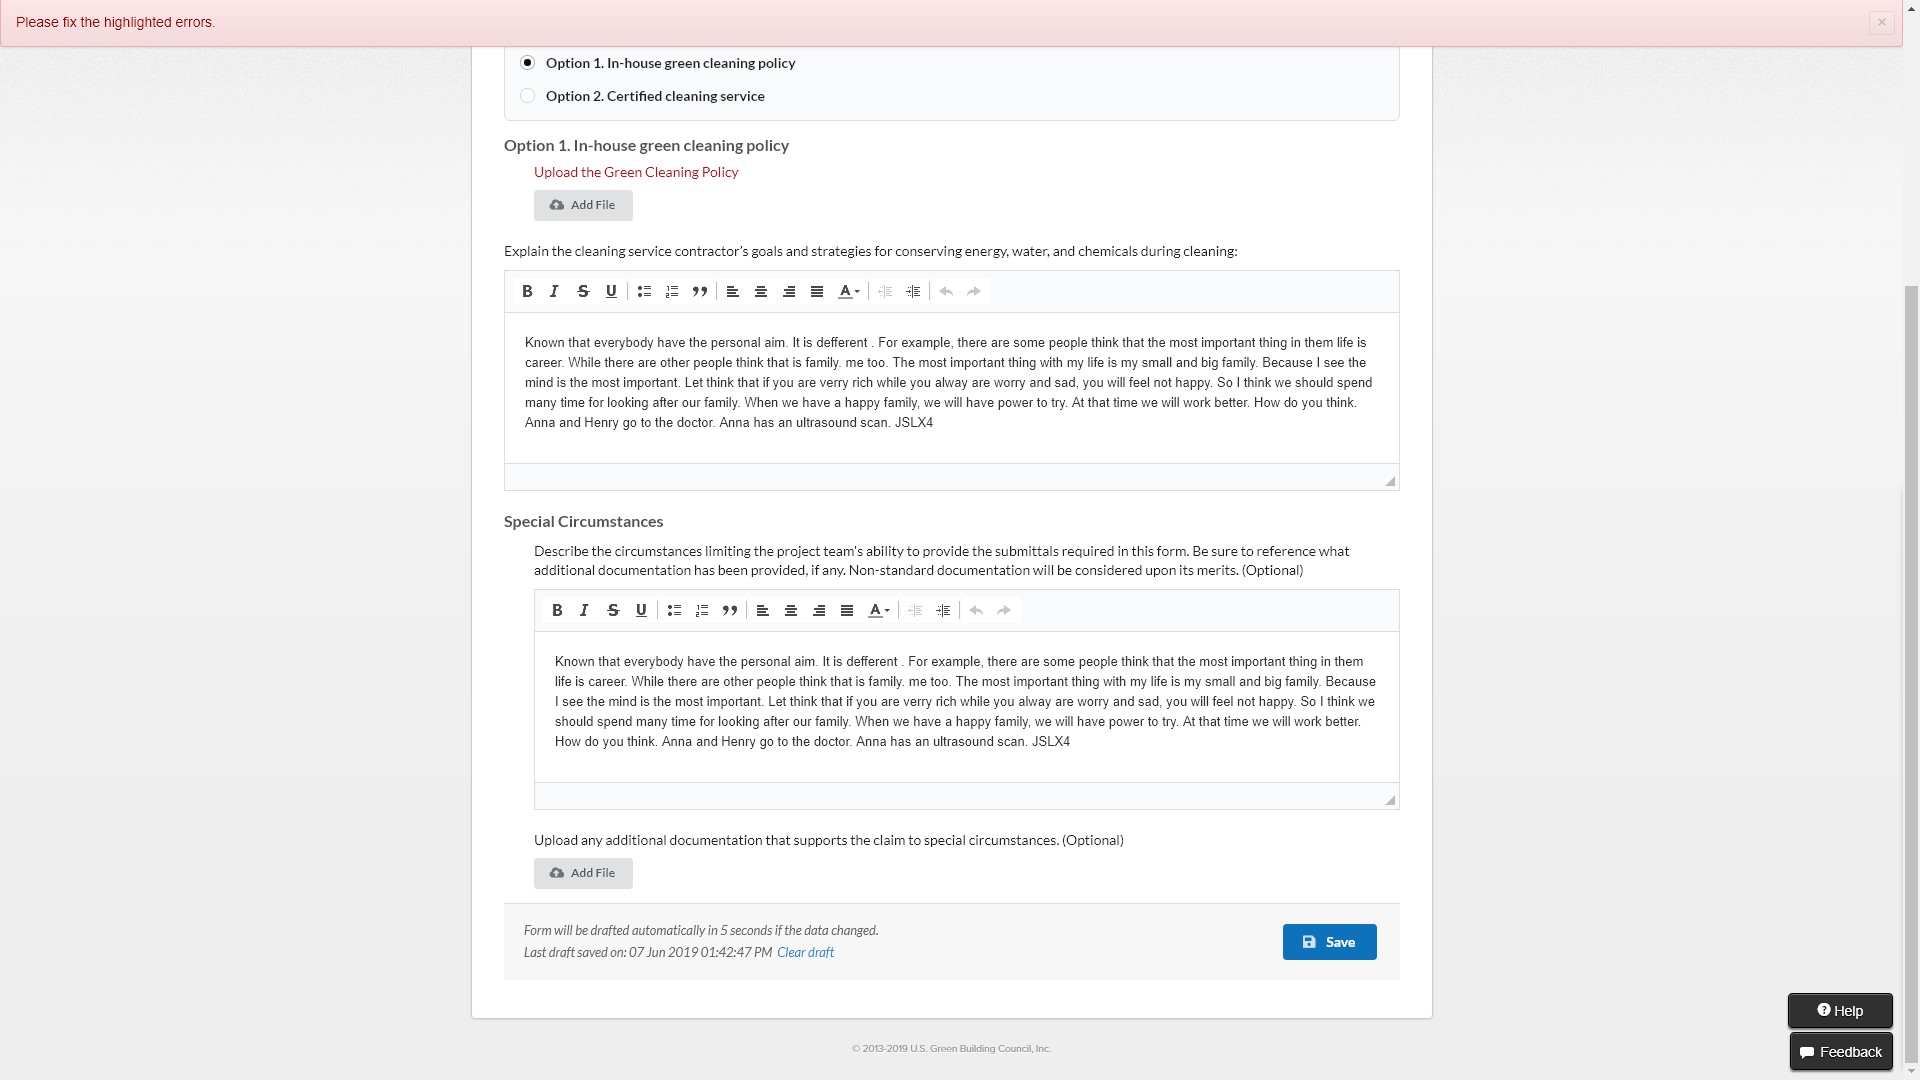 Please fix the highlighted errors.
×
Option 1. In-house green cleaning policy
Option 2. Certified cleaning service
Option 1. In-house green cleaning policy
Upload the Green Cleaning Policy
Add File
Explain the cleaning service contractor's goals and strategies for conserving energy, water, and chemicals during cleaning:
B I S U A
Known that everybody have the personal aim. It is defferent . For example, there are some people think that the most important thing in them life is
career. While there are other people think that is family. me too. The most important thing with my life is my small and big family. Because I see the
mind is the most important. Let think that if you are verry rich while you alway are worry and sad, you will feel not happy. So I think we should spend
many time for looking after our family. When we have a happy family, we will have power to try. At that time we will work better. How do you think.
Anna and Henry go to the doctor. Anna has an ultrasound scan. JSLX4
Special Circumstances
Describe the circumstances limiting the project team's ability to provide the submittals required in this form. Be sure to reference what
additional documentation has been provided, if any. Non-standard documentation will be considered upon its merits. (Optional)
B I S U A
Known that everybody have the personal aim. It is defferent . For example, there are some people think that the most important thing in them
life is career. While there are other people think that is family. me too. The most important thing with my life is my small and big family. Because
I see the mind is the most important. Let think that if you are verry rich while you alway are worry and sad, you will feel not happy. So I think we
should spend many time for looking after our family. When we have a happy family, we will have power to try. At that time we will work better.
How do you think. Anna and Henry go to the doctor. Anna has an ultrasound scan. JSLX4
Upload any additional documentation that supports the claim to special circumstances. (Optional)
Add File
Form will be drafted automatically in 5 seconds if the data changed.
Last draft saved on: 07 Jun 2019 01:42:47 PM Clear draft
Save
Help
Feedback
© 2013-2019 U.S. Green Building Council, Inc.